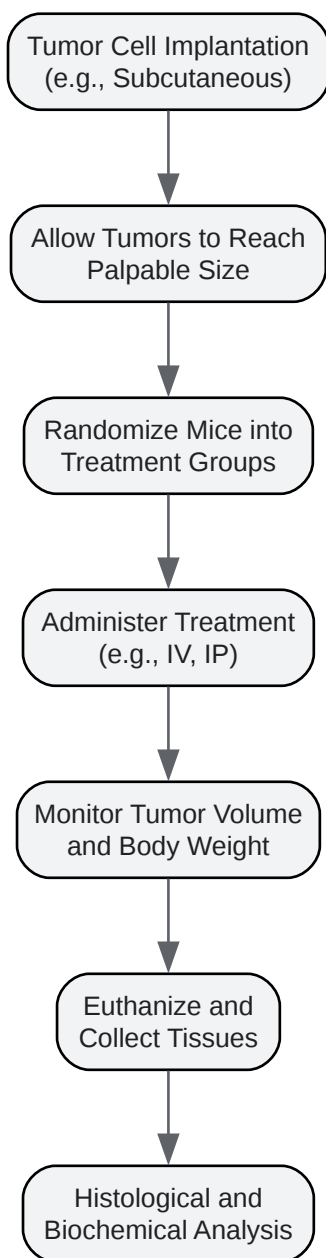 Tumor Cell Implantation
(e.g., Subcutaneous)
Allow Tumors to Reach
Palpable Size
Randomize Mice into
Treatment Groups
Administer Treatment
(e.g., IV, IP)
Monitor Tumor Volume
and Body Weight
Euthanize and
Collect Tissues
Histological and
Biochemical Analysis